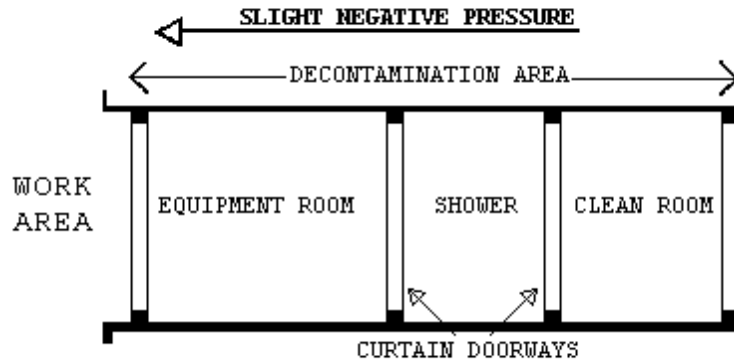 SLIGHT NEGATIVE PRESSURE
DECONTAMINATION AREA
WORK
AREA
EQUIPMENT ROOM
SHOWER
CLEAN ROOM
CURTAIN DOORWAYS